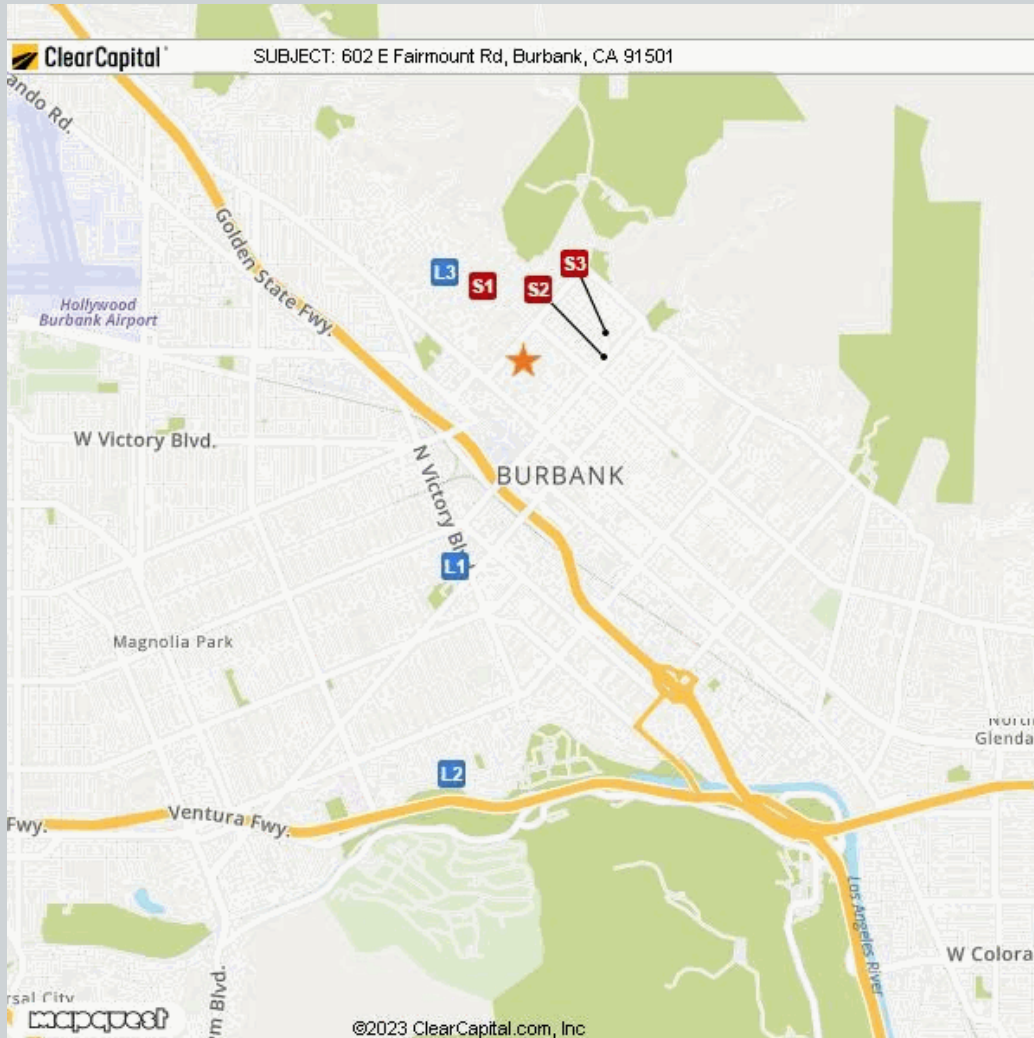 ClearCapital
SUBJECT: 602 E Fairmount Rd, Burbank, CA 91501
ando Rd.
Golden State Fwy.
L3
S1
S2
S3
Hollywood
Burbank Airport
W Victory Blvd.
N Victory Blvd.
BURBANK
L1
Magnolia Park
Glenda
L2
Ventura Fwy.
Fwy.
Los Angeles River
W Colora
rsal City
m Blvd.
mapquest
©2023 ClearCapital.com, Inc